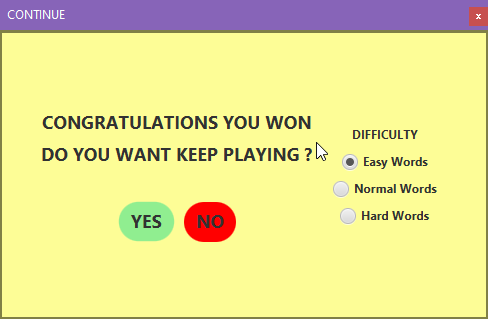 CONTINUE
x
CONGRATULATIONS YOU WON
DO YOU WANT KEEP PLAYING ?
YES
NO
DIFFICULTY
Easy Words
Normal Words
Hard Words